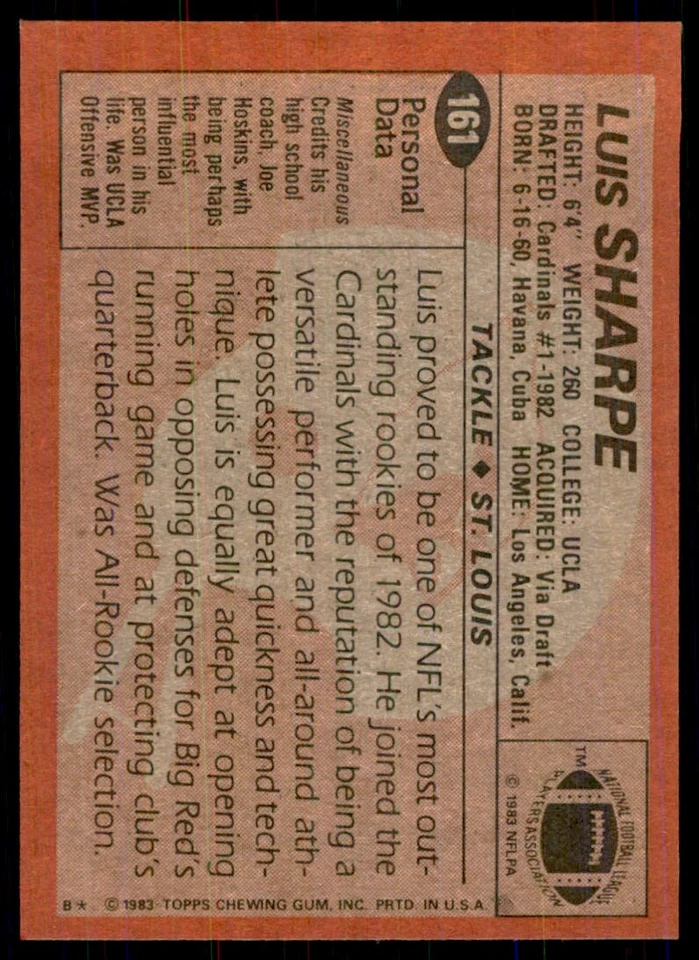 161
LUIS SHARPE
HEIGHT: 6'4" WEIGHT: 260 COLLEGE: UCLA
DRAFTED: Cardinals #1-1982 ACQUIRED: Via Draft
BORN: 6-16-60, Havana, Cuba HOME: Los Angeles, Calif.
TACKLE ◆ ST. LOUIS
Personal
Data
Miscellaneous
Credits his
high school
coach, Joe
Hoskins, with
being perhaps
the most
influential
person in his
life. Was UCLA
Offensive MVP.
Luis proved to be one of NFL's most out-
standing rookies of 1982. He joined the
Cardinals with the reputation of being a
versatile performer and all-around ath-
lete possessing great quickness and tech-
nique. Luis is equally adept at opening
holes in opposing defenses for Big Red's
running game and at protecting club's
quarterback. Was All-Rookie selection.
NATIONAL FOOTBALL LEAGUE
PLAYERS ASSOCIATION
TM
© 1983 NFLPA
B★ © 1983 TOPPS CHEWING GUM, INC. PRTD. IN U.S.A.